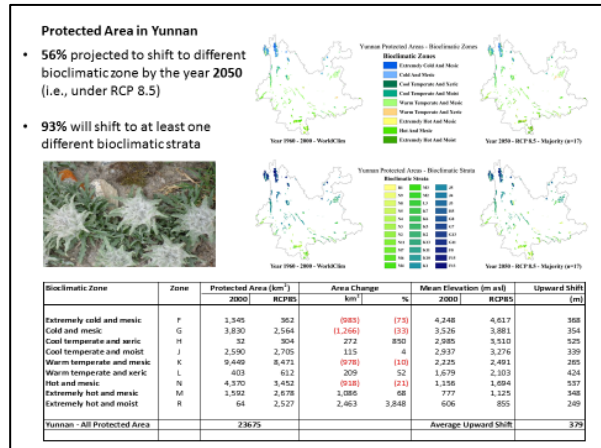 Protected Area in Yunnan
• 56% projected to shift to different
bioclimatic zone by the year 2050
(i.e., under RCP 8.5)
• 93% will shift to at least one
different bioclimatic strata
Yunnan Protected Areas - Bioclimatic Zones
Bioclimatic Zones
Extremely Cold And Mesic
Cold And Mesic
Cool Temperate And Xeric
Cool Temperate And Moist
Warm Temperate And Mesic
Warm Temperate And Xeric
Extremely Hot And Mesic
Hot And Mesic
Extremely Hot And Moist
Year 1960 - 2000 - WorldClim
Year 2050 - RCP 8.5 - Majority (n=17)
Yunnan Protected Areas - Bioclimatic Strata
Bioclimatic Strata
Year 1960 - 2000 - WorldClim
Year 2050 - RCP 8.5 - Majority (n=17)
Bioclimatic Zone Zone Protected Area (km²) Area Change Mean Elevation (m asl) Upward Shift
2000 RCP85 km² % 2000 RCP85 (m)
Extremely cold and mesic F 1,345 362 (983) (73) 4,248 4,617 368
Cold and mesic G 3,830 2,564 (1,266) (33) 3,526 3,881 354
Cool temperate and xeric H 32 304 272 850 2,985 3,510 525
Cool temperate and moist J 2,590 2,705 115 4 2,937 3,276 339
Warm temperate and mesic K 9,449 8,471 (978) (10) 2,225 2,491 265
Warm temperate and xeric L 403 612 209 52 1,679 2,103 424
Hot and mesic N 4,370 3,452 (918) (21) 1,156 1,694 537
Extremely hot and mesic M 1,592 2,678 1,086 68 777 1,125 348
Extremely hot and moist R 64 2,527 2,463 3,848 606 855 249
Yunnan - All Protected Area 23675 Average Upward Shift 379